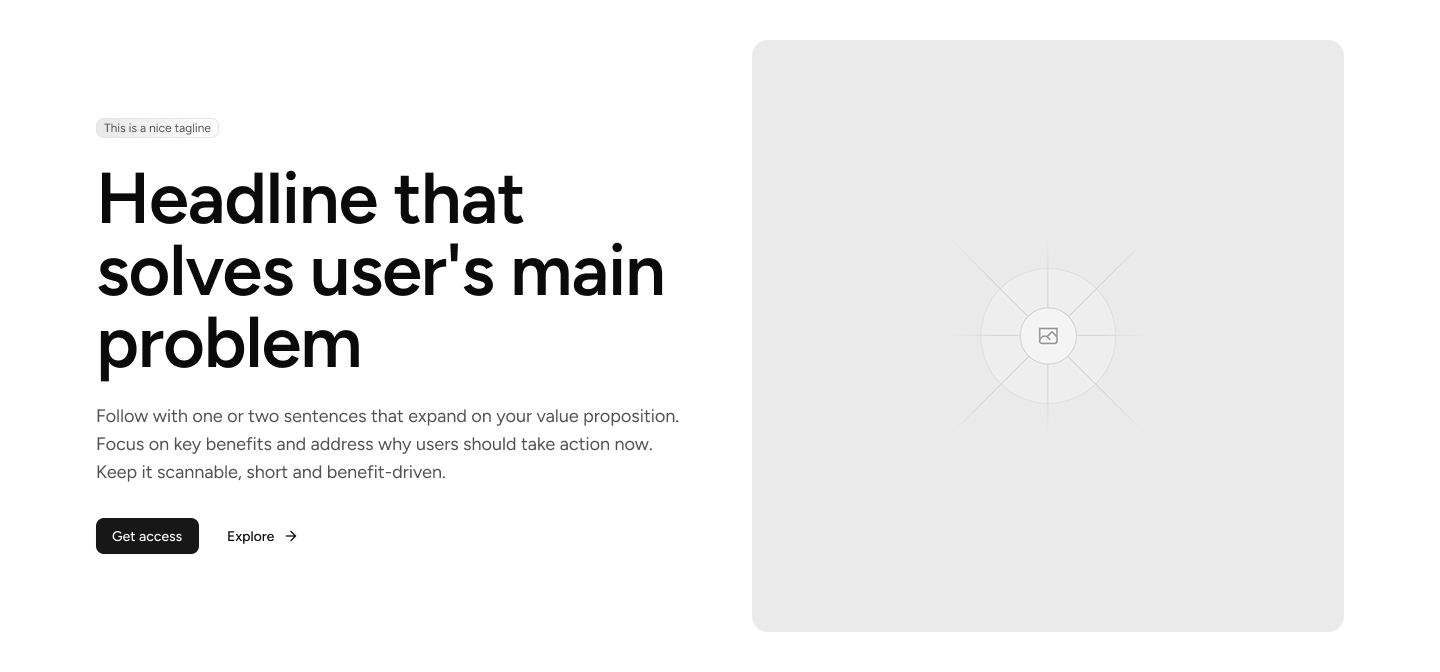 This is a nice tagline
Headline that
solves user's main
problem
Follow with one or two sentences that expand on your value proposition.
Focus on key benefits and address why users should take action now.
Keep it scannable, short and benefit-driven.
Get access
Explore →